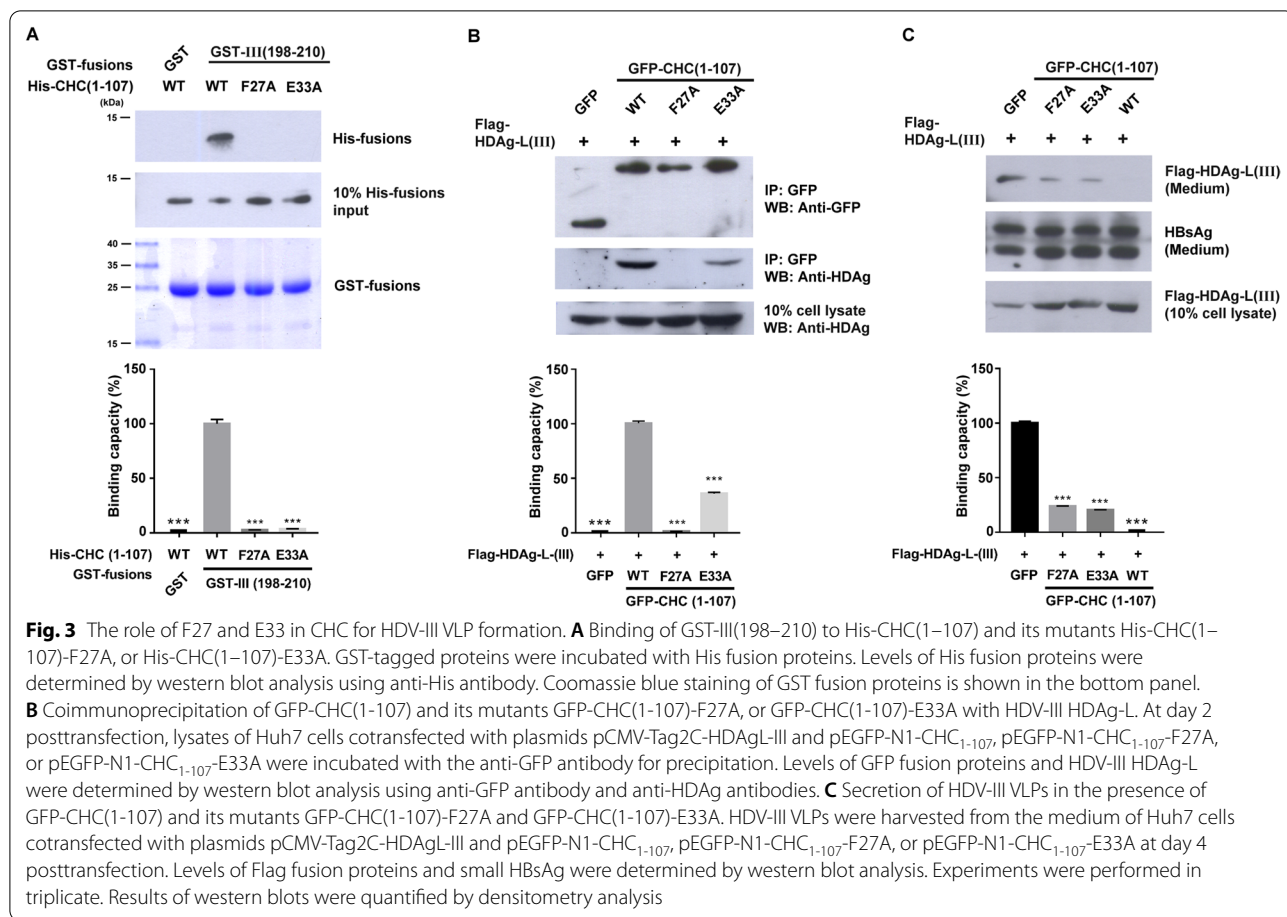 A
GST-fusions
GST
GST-III(198-210)
His-CHC(1-107)
WT
WT
F27A
E33A
(kDa)
15
His-fusions
15
10% His-fusions
input
40
35
25
15
GST-fusions
Binding capacity (%)
150
100
50
0
***
***
***
His-CHC (1-107)
WT
WT
F27A
E33A
GST-fusions
GST
GST-III (198-210)
B
GFP-CHC(1-107)
GFP
WT
F27A
E33A
Flag-
HDAg-L(III)
+
+
+
+
IP: GFP
WB: Anti-GFP
IP: GFP
WB: Anti-HDAg
10% cell lysate
WB: Anti-HDAg
Binding capacity (%)
150
100
50
0
***
***
***
Flag-HDAg-L-(III)
+
+
+
+
GFP
WT
F27A
E33A
GFP-CHC (1-107)
C
GFP-CHC(1-107)
GFP
F27A
E33A
WT
Flag-
HDAg-L(III)
+
+
+
+
Flag-HDAg-L(III)
(Medium)
HBsAg
(Medium)
Flag-HDAg-L(III)
(10% cell lysate)
Binding capacity (%)
150
100
50
0
***
***
***
Flag-HDAg-L-(III)
+
+
+
+
GFP
F27A
E33A
WT
GFP-CHC (1-107)
Fig. 3 The role of F27 and E33 in CHC for HDV-III VLP formation. A Binding of GST-III(198–210) to His-CHC(1–107) and its mutants His-CHC(1–
107)-F27A, or His-CHC(1–107)-E33A. GST-tagged proteins were incubated with His fusion proteins. Levels of His fusion proteins were
determined by western blot analysis using anti-His antibody. Coomassie blue staining of GST fusion proteins is shown in the bottom panel.
B Coimmunoprecipitation of GFP-CHC(1-107) and its mutants GFP-CHC(1-107)-F27A, or GFP-CHC(1-107)-E33A with HDV-III HDAg-L. At day 2
posttransfection, lysates of Huh7 cells cotransfected with plasmids pCMV-Tag2C-HDAgL-III and pEGFP-N1-CHC1-107, pEGFP-N1-CHC1-107-F27A,
or pEGFP-N1-CHC1-107-E33A were incubated with the anti-GFP antibody for precipitation. Levels of GFP fusion proteins and HDV-III HDAg-L
were determined by western blot analysis using anti-GFP antibody and anti-HDAg antibodies. C Secretion of HDV-III VLPs in the presence of
GFP-CHC(1-107) and its mutants GFP-CHC(1-107)-F27A and GFP-CHC(1-107)-E33A. HDV-III VLPs were harvested from the medium of Huh7 cells
cotransfected with plasmids pCMV-Tag2C-HDAgL-III and pEGFP-N1-CHC1-107, pEGFP-N1-CHC1-107-F27A, or pEGFP-N1-CHC1-107-E33A at day 4
posttransfection. Levels of Flag fusion proteins and small HBsAg were determined by western blot analysis. Experiments were performed in
triplicate. Results of western blots were quantified by densitometry analysis